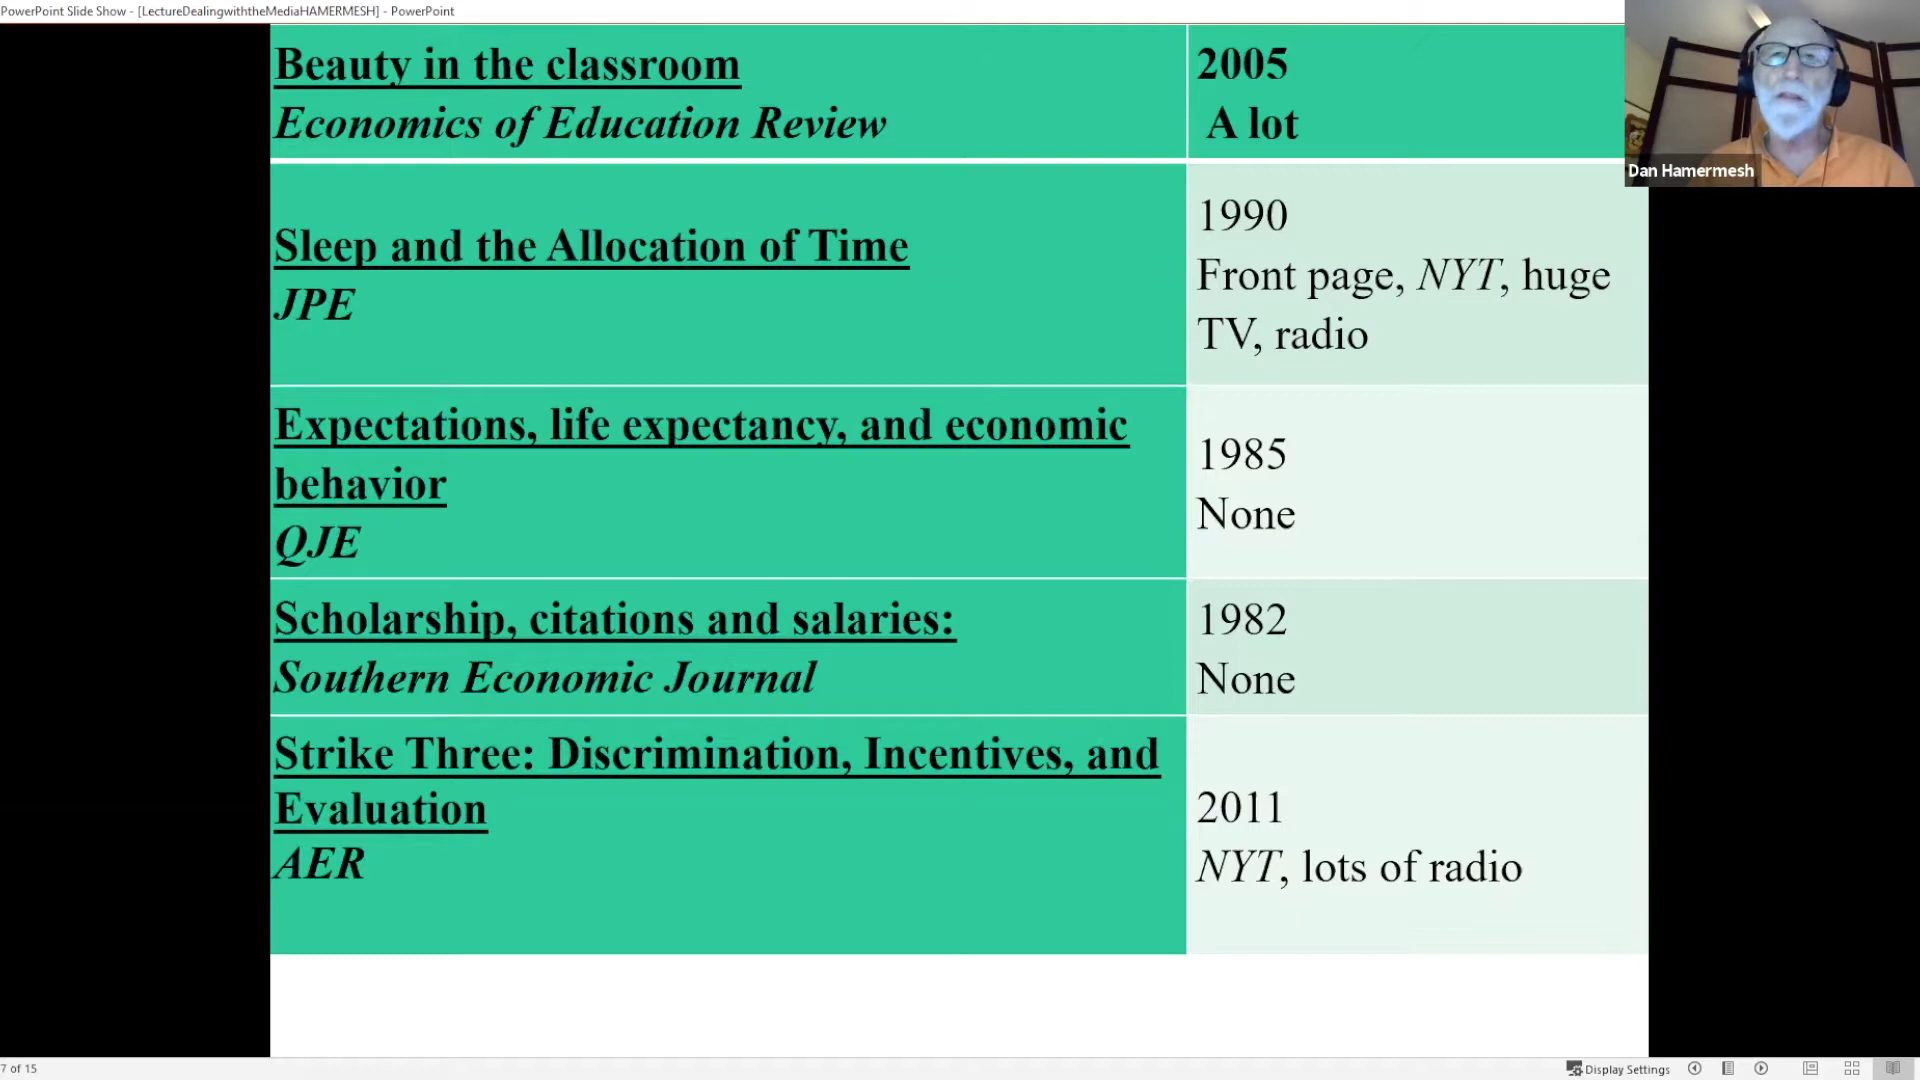 PowerPoint Slide Show - [LectureDealingwiththeMediaHAMERMESH] - PowerPoint
Beauty in the classroom
Economics of Education Review
2005
A lot
Dan Hamermesh
Sleep and the Allocation of Time
JPE
1990
Front page, NYT, huge
TV, radio
Expectations, life expectancy, and economic
behavior
QJE
1985
None
Scholarship, citations and salaries:
Southern Economic Journal
1982
None
Strike Three: Discrimination, Incentives, and
Evaluation
AER
2011
NYT, lots of radio
7 of 15
Display Settings